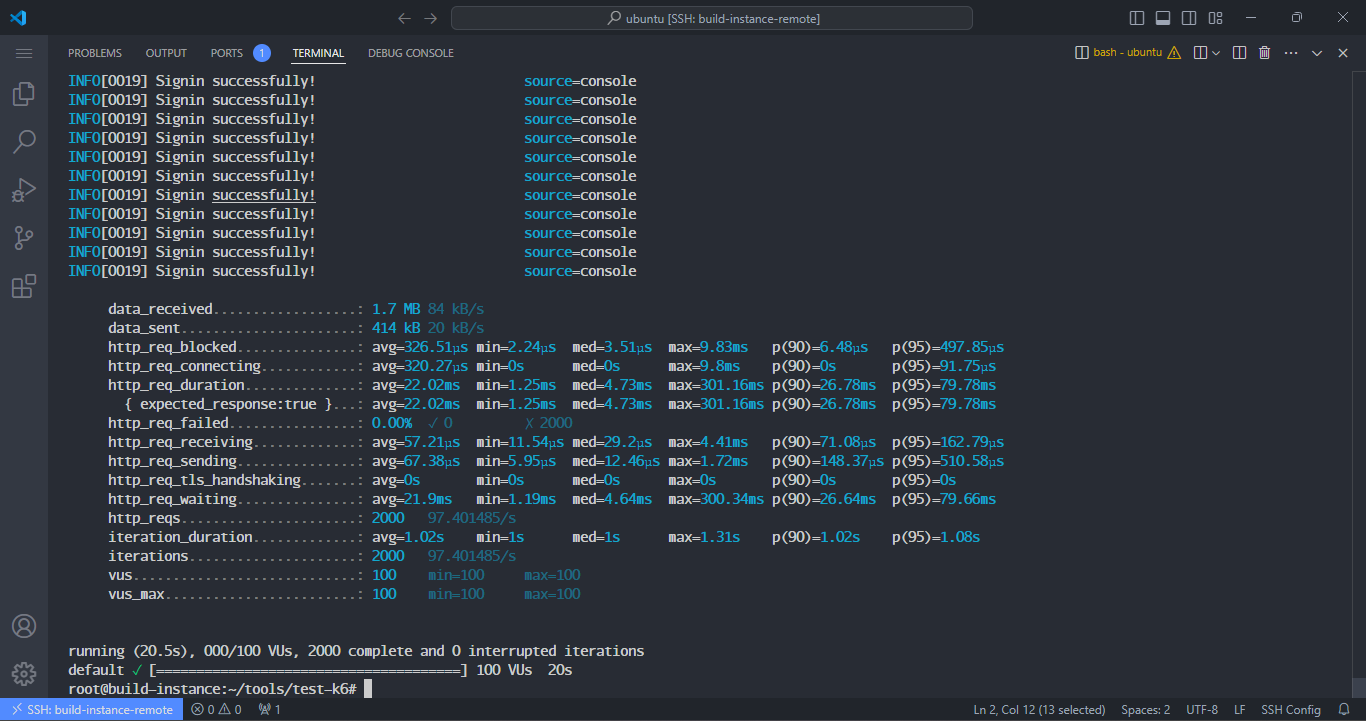 ubuntu [SSH: build-instance-remote]
PROBLEMS OUTPUT PORTS 1 TERMINAL DEBUG CONSOLE bash - ubuntu
INFO[0019] Signin successfully! source=console
INFO[0019] Signin successfully! source=console
INFO[0019] Signin successfully! source=console
INFO[0019] Signin successfully! source=console
INFO[0019] Signin successfully! source=console
INFO[0019] Signin successfully! source=console
INFO[0019] Signin successfully! source=console
INFO[0019] Signin successfully! source=console
INFO[0019] Signin successfully! source=console
INFO[0019] Signin successfully! source=console
INFO[0019] Signin successfully! source=console
data_received..................: 1.7 MB 84 kB/s
data_sent......................: 414 kB 20 kB/s
http_req_blocked...............: avg=326.51µs min=2.24µs med=3.51µs max=9.83ms p(90)=6.48µs p(95)=497.85µs
http_req_connecting............: avg=320.27µs min=0s med=0s max=9.8ms p(90)=0s p(95)=91.75µs
http_req_duration..............: avg=22.02ms min=1.25ms med=4.73ms max=301.16ms p(90)=26.78ms p(95)=79.78ms
{ expected_response:true }...: avg=22.02ms min=1.25ms med=4.73ms max=301.16ms p(90)=26.78ms p(95)=79.78ms
http_req_failed................: 0.00% ✓ 0 ✗ 2000
http_req_receiving.............: avg=57.21µs min=11.54µs med=29.2µs max=4.41ms p(90)=71.08µs p(95)=162.79µs
http_req_sending...............: avg=67.38µs min=5.95µs med=12.46µs max=1.72ms p(90)=148.37µs p(95)=510.58µs
http_req_tls_handshaking.......: avg=0s min=0s med=0s max=0s p(90)=0s p(95)=0s
http_req_waiting...............: avg=21.9ms min=1.19ms med=4.64ms max=300.34ms p(90)=26.64ms p(95)=79.66ms
http_reqs......................: 2000 97.401485/s
iteration_duration.............: avg=1.02s min=1s med=1s max=1.31s p(90)=1.02s p(95)=1.08s
iterations.....................: 2000 97.401485/s
vus............................: 100 min=100 max=100
vus_max........................: 100 min=100 max=100
running (20.5s), 000/100 VUs, 2000 complete and 0 interrupted iterations
default ✓ [======================================] 100 VUs 20s
root@build-instance:~/tools/test-k6#
SSH: build-instance-remote 0 0 1 Ln 2, Col 12 (13 selected) Spaces: 2 UTF-8 LF SSH Config